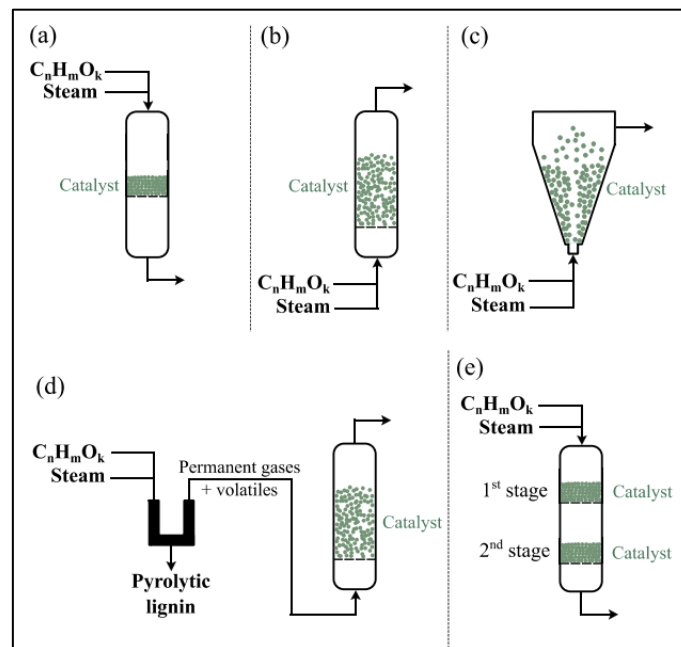 (a)
CₙHₘOₖ
Steam
Catalyst
(b)
Catalyst
CₙHₘOₖ
Steam
(c)
Catalyst
CₙHₘOₖ
Steam
(d)
CₙHₘOₖ
Steam
Permanent gases
+ volatiles
Pyrolytic
lignin
Catalyst
(e)
CₙHₘOₖ
Steam
1ˢᵗ stage
Catalyst
2ⁿᵈ stage
Catalyst